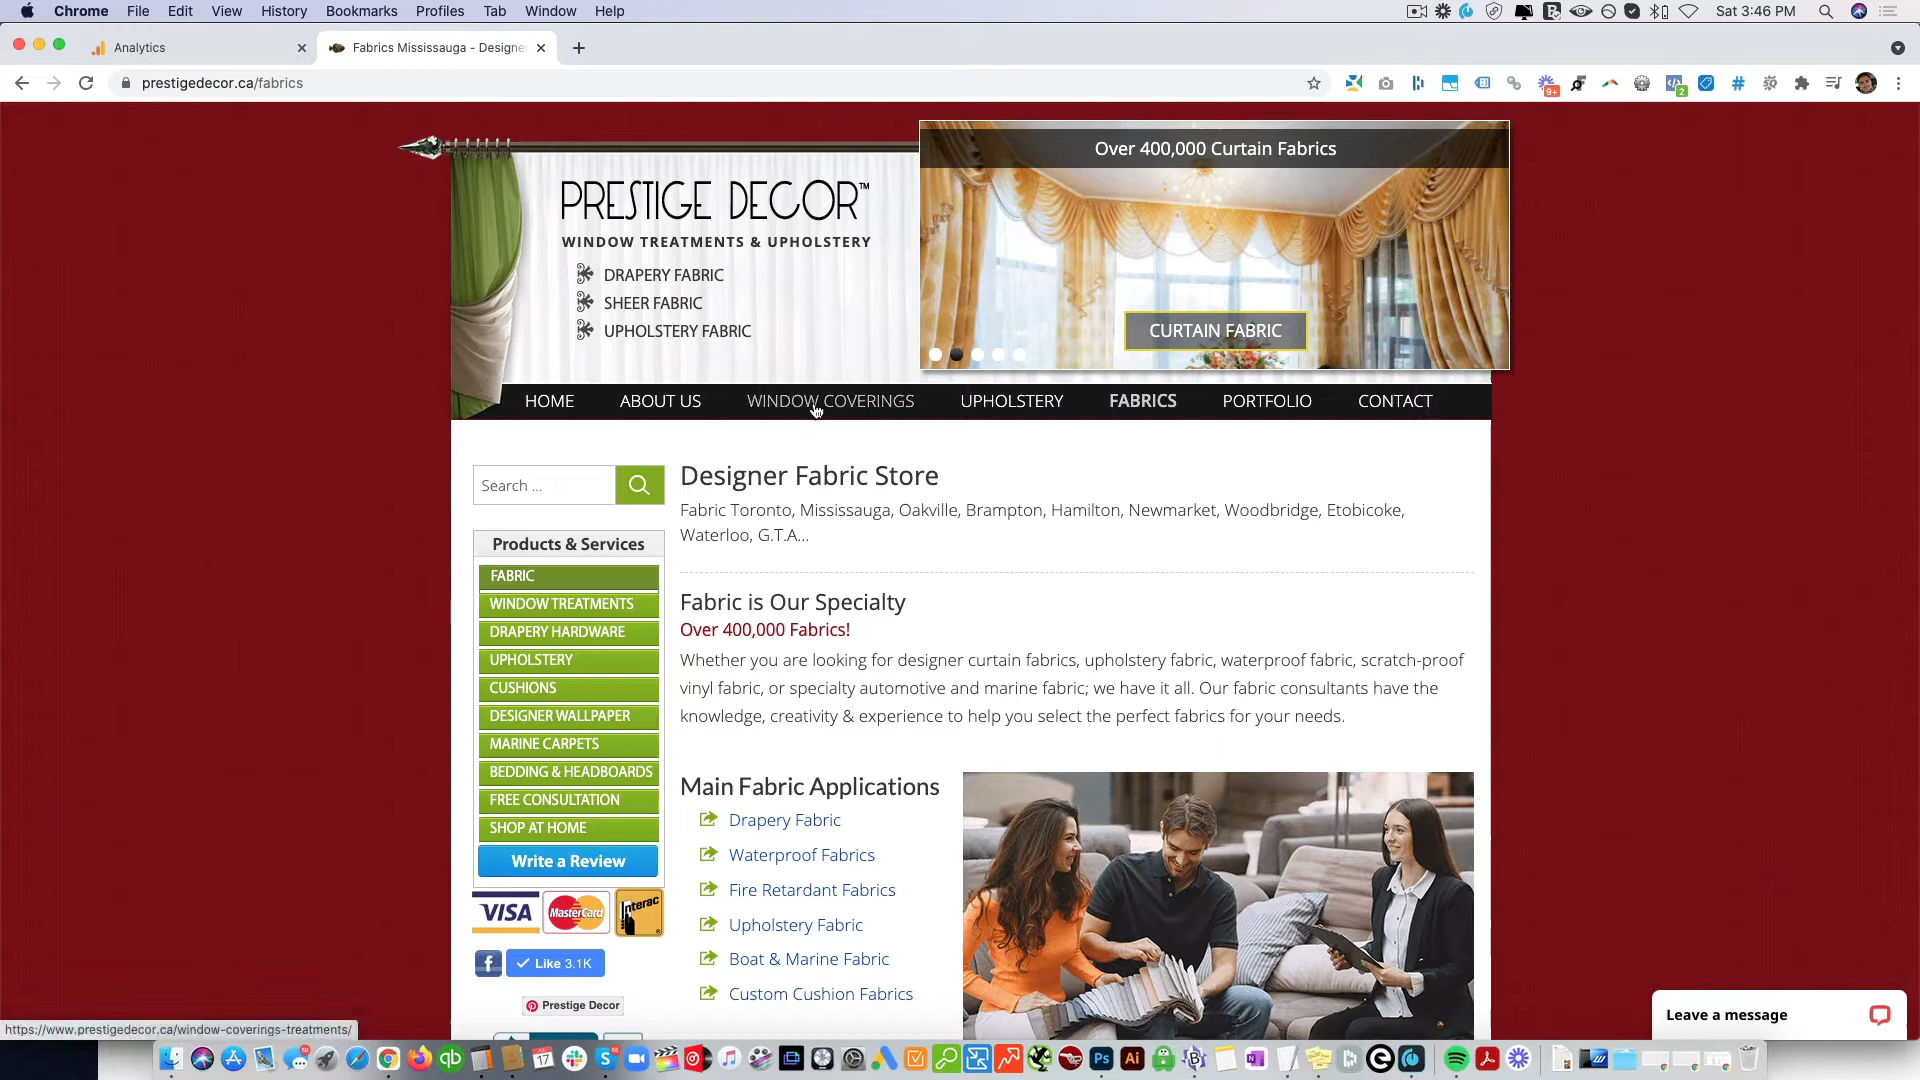 Chrome File Edit View History Bookmarks Profiles Tab Window Help
Sat 3:46 PM
Analytics
Fabrics Mississauga - Designe
prestigedecor.ca/fabrics
9+
2
PRESTIGE DECOR™
WINDOW TREATMENTS & UPHOLSTERY
DRAPERY FABRIC
SHEER FABRIC
UPHOLSTERY FABRIC
Over 400,000 Curtain Fabrics
CURTAIN FABRIC
HOME ABOUT US WINDOW COVERINGS UPHOLSTERY FABRICS PORTFOLIO CONTACT
Search ...
Products & Services
FABRIC
WINDOW TREATMENTS
DRAPERY HARDWARE
UPHOLSTERY
CUSHIONS
DESIGNER WALLPAPER
MARINE CARPETS
BEDDING & HEADBOARDS
FREE CONSULTATION
SHOP AT HOME
Write a Review
VISA MasterCard Interac
Like 3.1K
Prestige Decor
Designer Fabric Store
Fabric Toronto, Mississauga, Oakville, Brampton, Hamilton, Newmarket, Woodbridge, Etobicoke,
Waterloo, G.T.A...
Fabric is Our Specialty
Over 400,000 Fabrics!
Whether you are looking for designer curtain fabrics, upholstery fabric, waterproof fabric, scratch-proof
vinyl fabric, or specialty automotive and marine fabric; we have it all. Our fabric consultants have the
knowledge, creativity & experience to help you select the perfect fabrics for your needs.
Main Fabric Applications
Drapery Fabric
Waterproof Fabrics
Fire Retardant Fabrics
Upholstery Fabric
Boat & Marine Fabric
Custom Cushion Fabrics
Leave a message
https://www.prestigedecor.ca/window-coverings-treatments/
17
qb
Ps
Ai